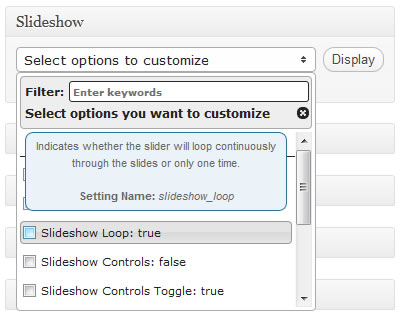 Slideshow
Select options to customize
Display
Filter: Enter keywords
Select options you want to customize
Indicates whether the slider will loop continuously
through the slides or only one time.
Setting Name: slideshow_loop
Slideshow Loop: true
Slideshow Controls: false
Slideshow Controls Toggle: true